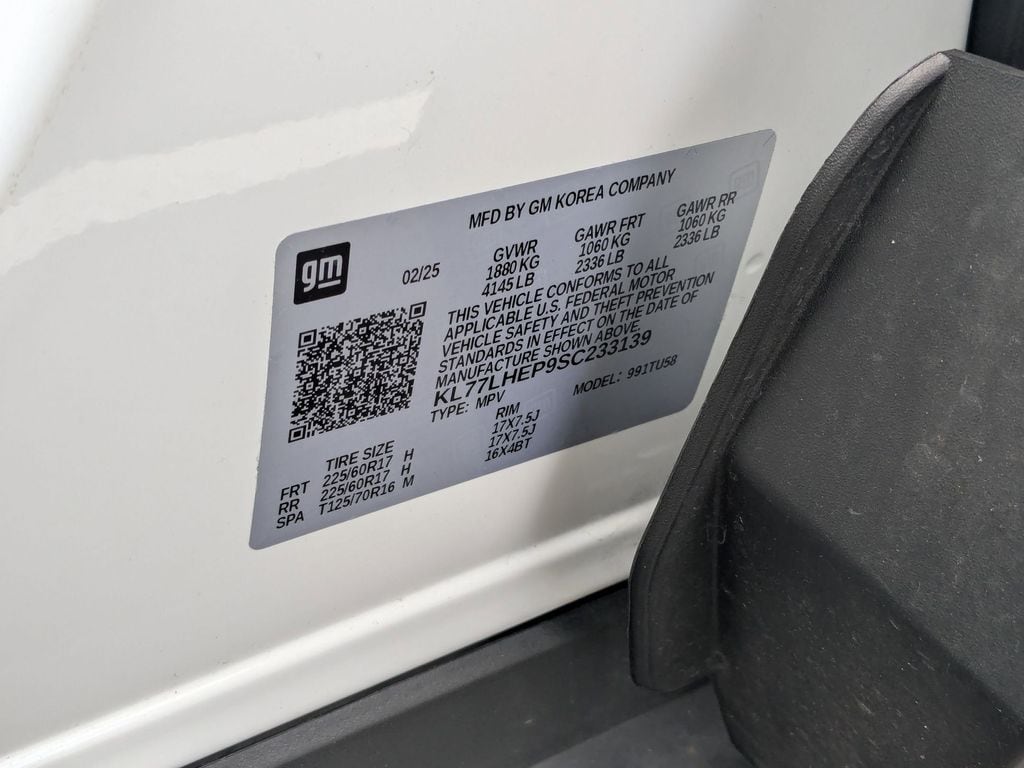 MFD BY GM KOREA COMPANY
gm
02/25
GVWR
1880 KG
4145 LB
GAWR FRT
1060 KG
2336 LB
GAWR RR
1060 KG
2336 LB
THIS VEHICLE CONFORMS TO ALL
APPLICABLE U.S. FEDERAL MOTOR
VEHICLE SAFETY AND THEFT PREVENTION
STANDARDS IN EFFECT ON THE DATE OF
MANUFACTURE SHOWN ABOVE.
KL77LHEP9SC233139
TYPE: MPV
MODEL: 991TU58
TIRE SIZE
RIM
FRT 225/60R17 H 17X7.5J
RR 225/60R17 H 17X7.5J
SPA T125/70R16 M 16X4BT